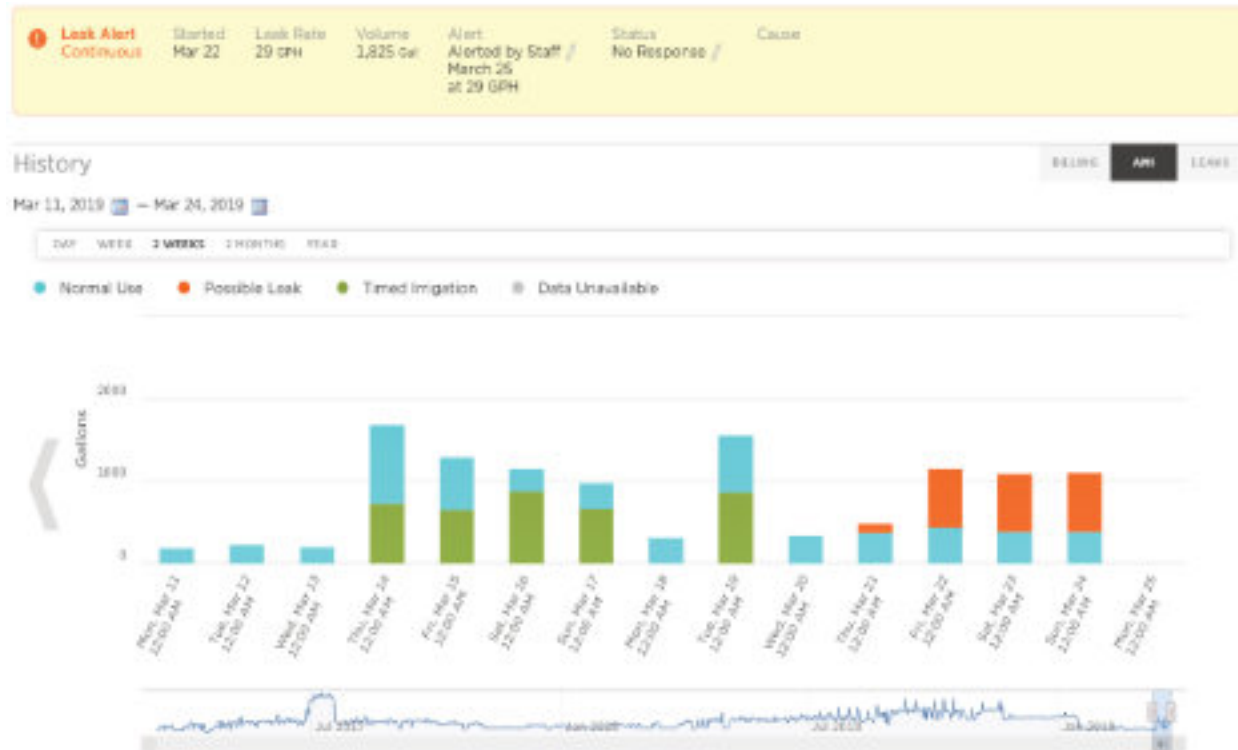 Leak Alert Started Leak Rate Volume Alert Status Cause
Continuous Mar 22 29 GPH 1,825 Gal Alerted by Staff / No Response /
March 25
at 29 GPH
History
BILLING AMI LEAKS
Mar 11, 2019 — Mar 24, 2019
DAY WEEK 2 WEEKS 2 MONTHS YEAR
Normal Use Possible Leak Timed Irrigation Data Unavailable
Gallons
2000
1000
0
Mon, Mar 11 12:00 AM
Tue, Mar 12 12:00 AM
Wed, Mar 13 12:00 AM
Thu, Mar 14 12:00 AM
Fri, Mar 15 12:00 AM
Sat, Mar 16 12:00 AM
Sun, Mar 17 12:00 AM
Mon, Mar 18 12:00 AM
Tue, Mar 19 12:00 AM
Wed, Mar 20 12:00 AM
Thu, Mar 21 12:00 AM
Fri, Mar 22 12:00 AM
Sat, Mar 23 12:00 AM
Sun, Mar 24 12:00 AM
Mon, Mar 25 12:00 AM
Jul 2017